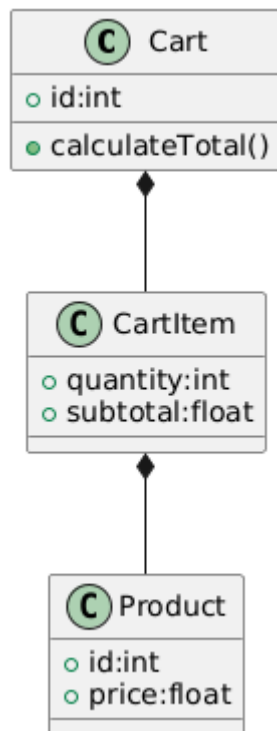 C Cart
id:int
calculateTotal()
C CartItem
quantity:int
subtotal:float
C Product
id:int
price:float